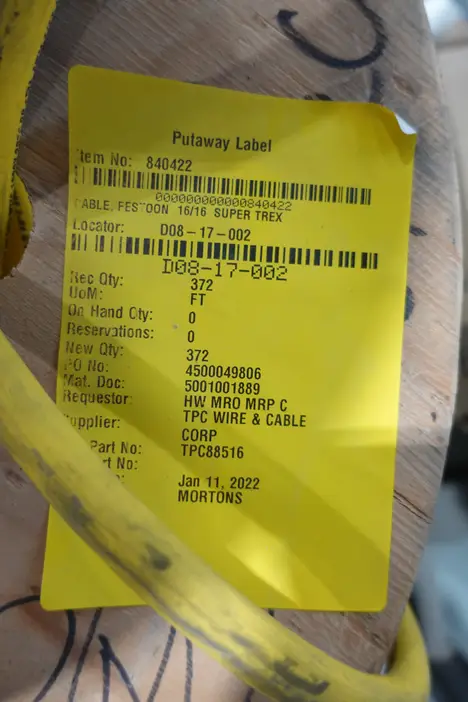 Putaway Label
Item No: 840422
000000000000840422
CABLE, FESTOON 16/16 SUPER TREX
Locator: D08-17-002
D08-17-002
Rec Qty: 372
UoM: FT
On Hand Qty: 0
Reservations: 0
New Qty: 372
PO No: 4500049806
Mat. Doc: 5001001889
Requestor: HW MRO MRP C
Supplier: TPC WIRE & CABLE
CORP
Part No: TPC88516
Part No:
Jan 11, 2022
MORTONS